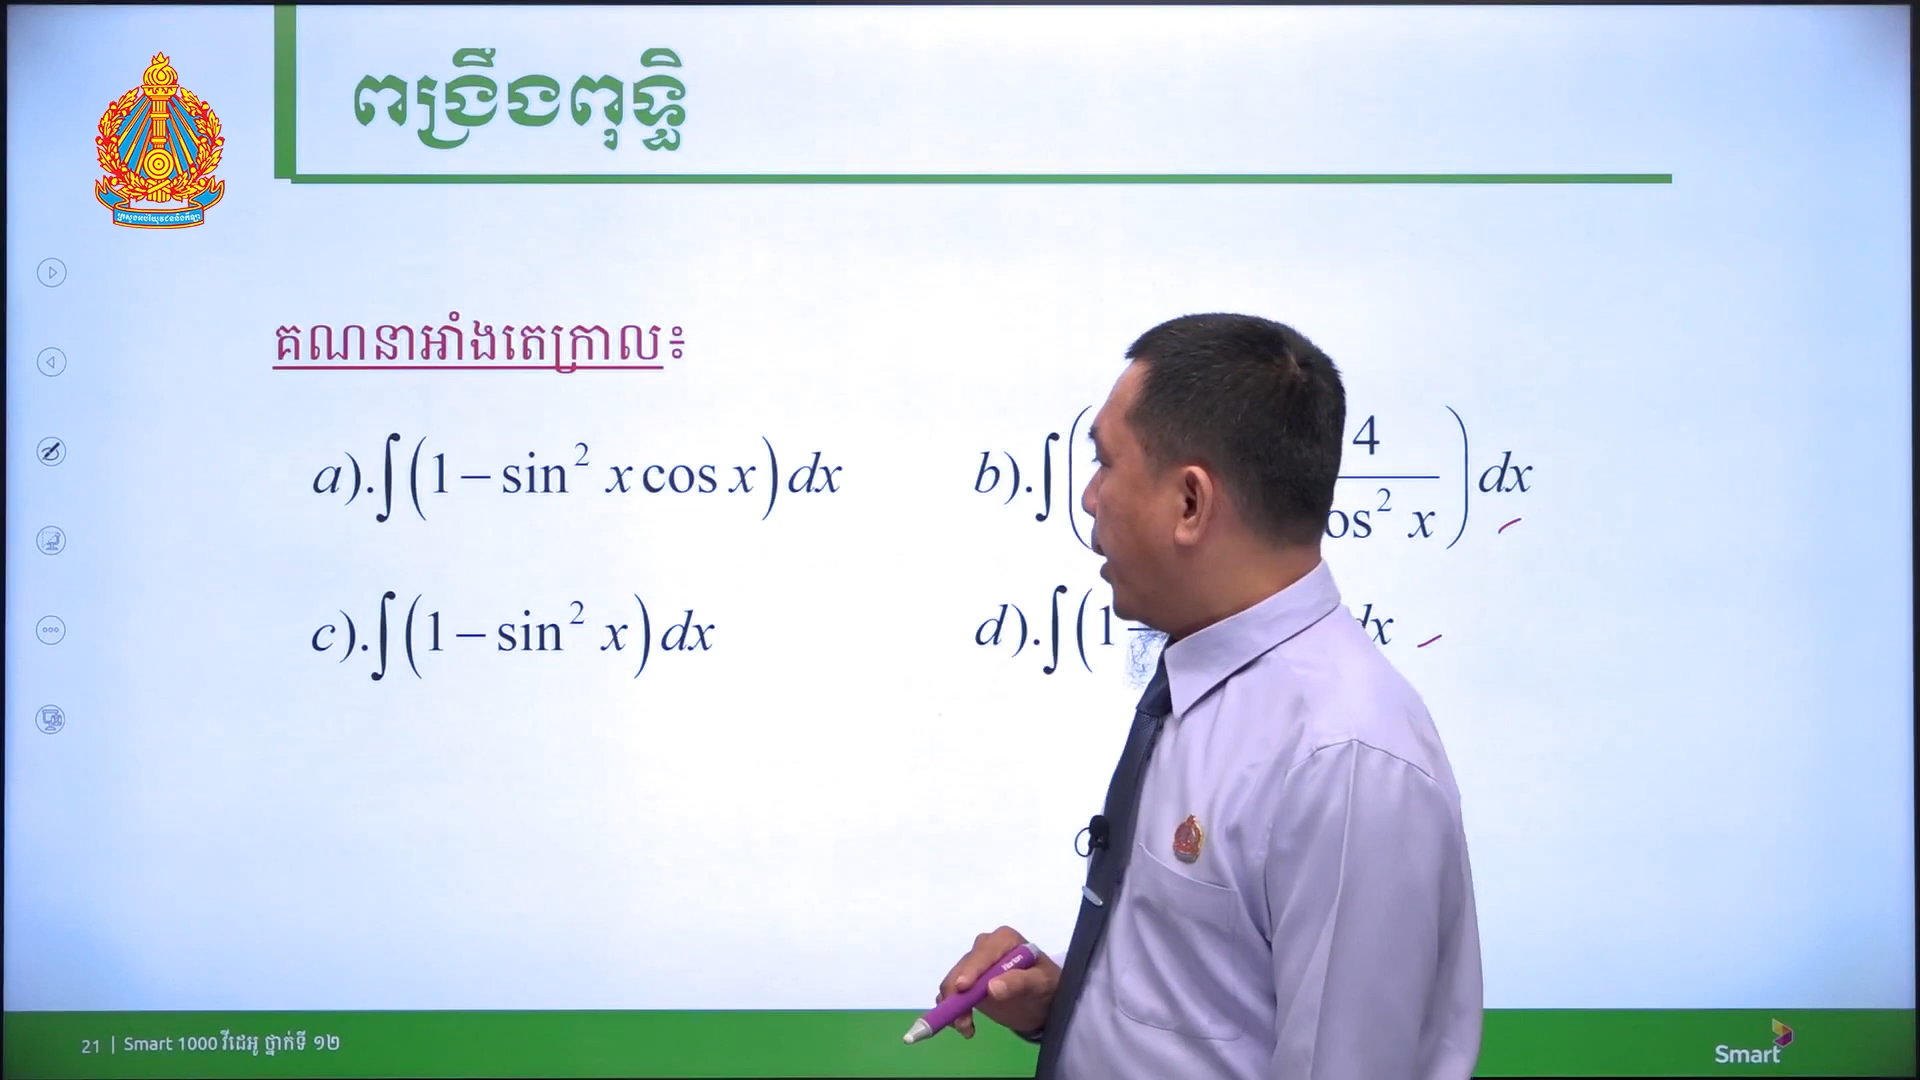 ពង្រឹងពុទ្ធិ
គណនាអាំងតេក្រាល៖
a).∫(1 − sin² x cos x) dx
b).∫( 4 os² x ) dx
c).∫(1 − sin² x) dx
d).∫(1 − dx
21 | Smart 1000 វីដេអូ ថ្នាក់ទី ១២
Smart